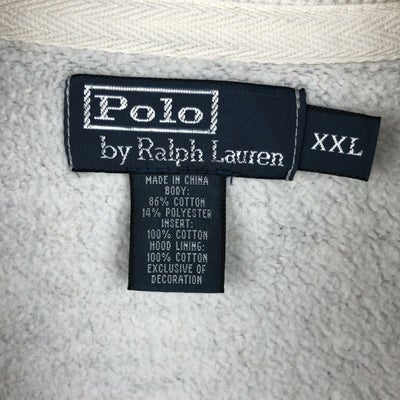 Polo
by Ralph Lauren
XXL
MADE IN CHINA
BODY:
86% COTTON
14% POLYESTER
INSERT:
100% COTTON
HOOD LINING:
100% COTTON
EXCLUSIVE OF
DECORATION